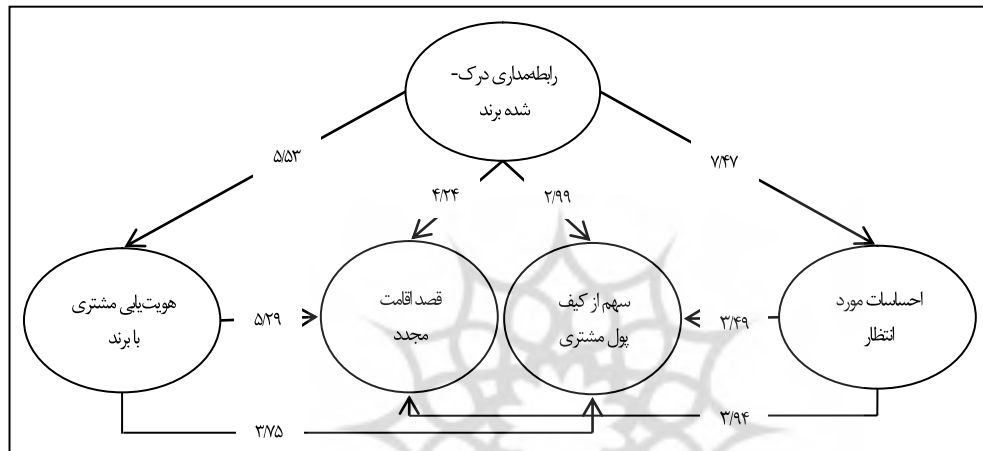 رابطه‌مداری درک-
شده برند
۵/۵۳
۷/۴۷
۴/۲۴
۲/۹۹
هویت‌یابی مشتری
با برند
۵/۲۹
قصد اقامت
مجدد
سهم از کیف
پول مشتری
۳/۴۹
احساسات مورد
انتظار
۳/۷۵
۳/۹۴